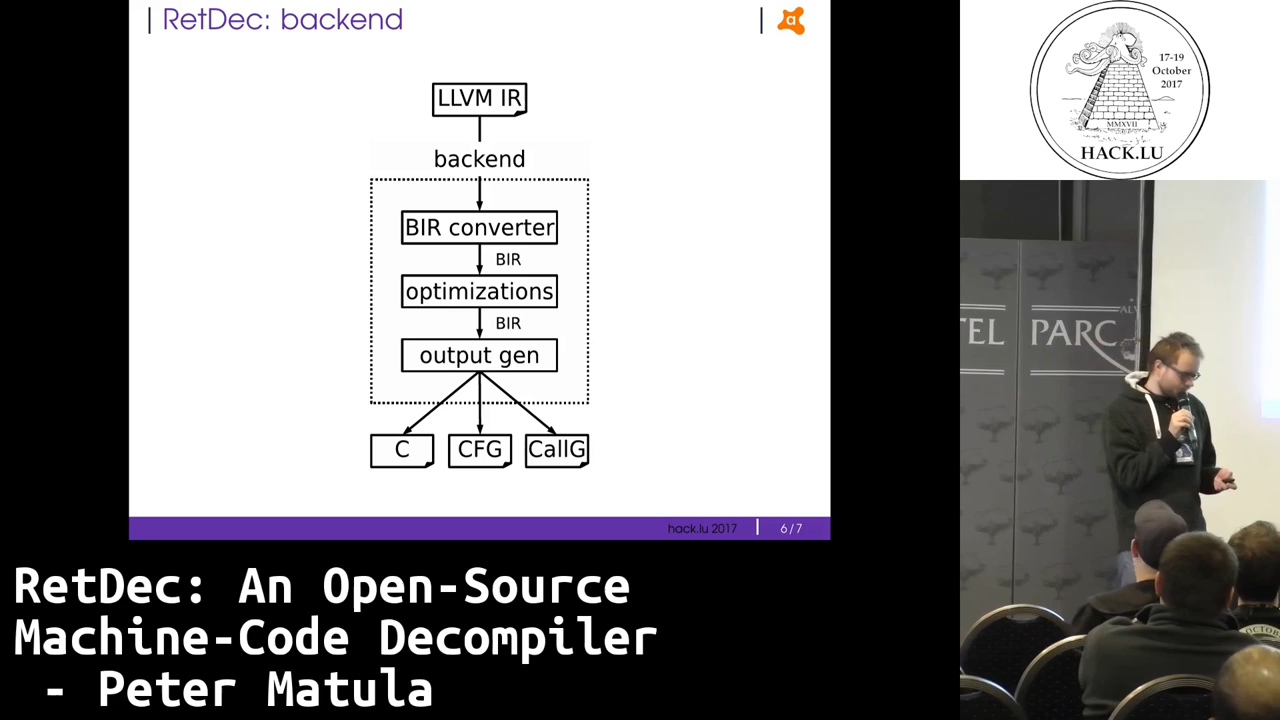 RetDec: backend
LLVM IR
backend
BIR converter
BIR
optimizations
BIR
output gen
C
CFG
CallG
hack.lu 2017
6/7
17-19
October
2017
MMXVII
HACK.LU
TEL PARC
RetDec: An Open-Source
Machine-Code Decompiler
- Peter Matula